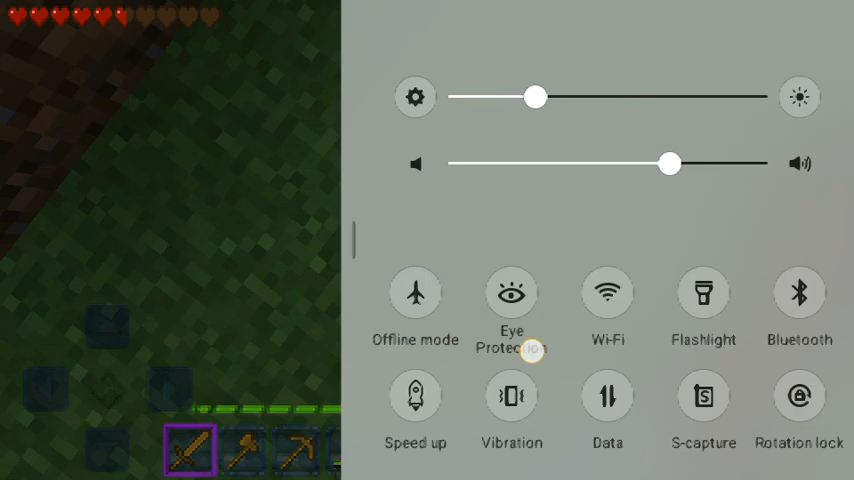 Offline mode
Eye
Protection
Wi-Fi
Flashlight
Bluetooth
Speed up
Vibration
Data
S-capture
Rotation lock